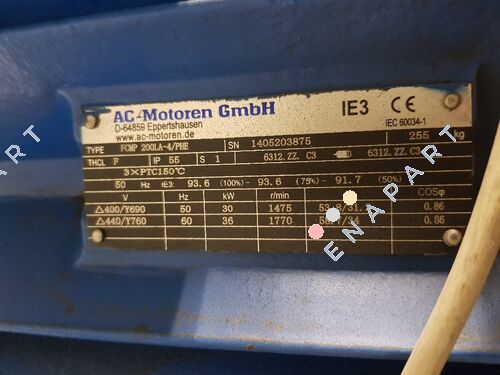 AC-Motoren GmbH IE3 CE
D-64859 Eppertshausen
www.ac-motoren.de IEC 60034-1
TYPE FCMP 200LA-4/PHE SN 1405203875 255 kg
THCL F IP 55 S 1 6312.ZZ.C3 6312.ZZ.C3
3×PTC150℃
50 Hz IE3: 93.6 (100%)- 93.6 (75%)- 91.7 (50%)
V Hz kW r/min COSφ
△400/Y690 50 30 1475 0.86
△440/Y760 60 36 1770 0.86
ENAPART
ENAPART
ENAPART